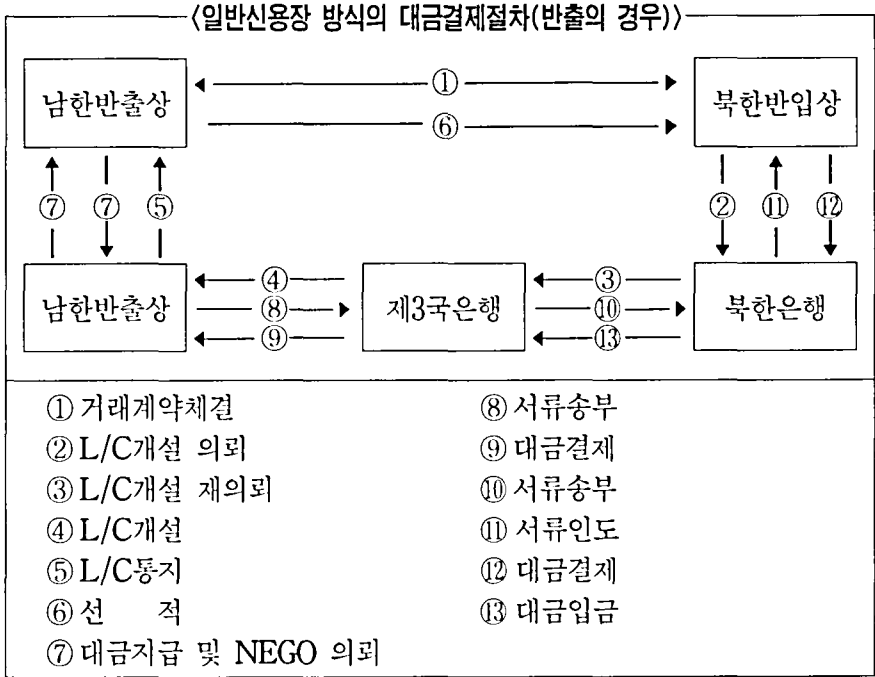 〈일반신용장 방식의 대금결제절차(반출의 경우)〉
남한반출상 ① 북한반입상
⑥
⑦ ⑦ ⑤ ② ⑪ ⑫
남한반출상 ④ 제3국은행 ③ 북한은행
⑧ ⑩
⑨ ⑬
① 거래계약체결 ⑧ 서류송부
② L/C개설 의뢰 ⑨ 대금결제
③ L/C개설 재의뢰 ⑩ 서류송부
④ L/C개설 ⑪ 서류인도
⑤ L/C통지 ⑫ 대금결제
⑥ 선 적 ⑬ 대금입금
⑦ 대금지급 및 NEGO 의뢰